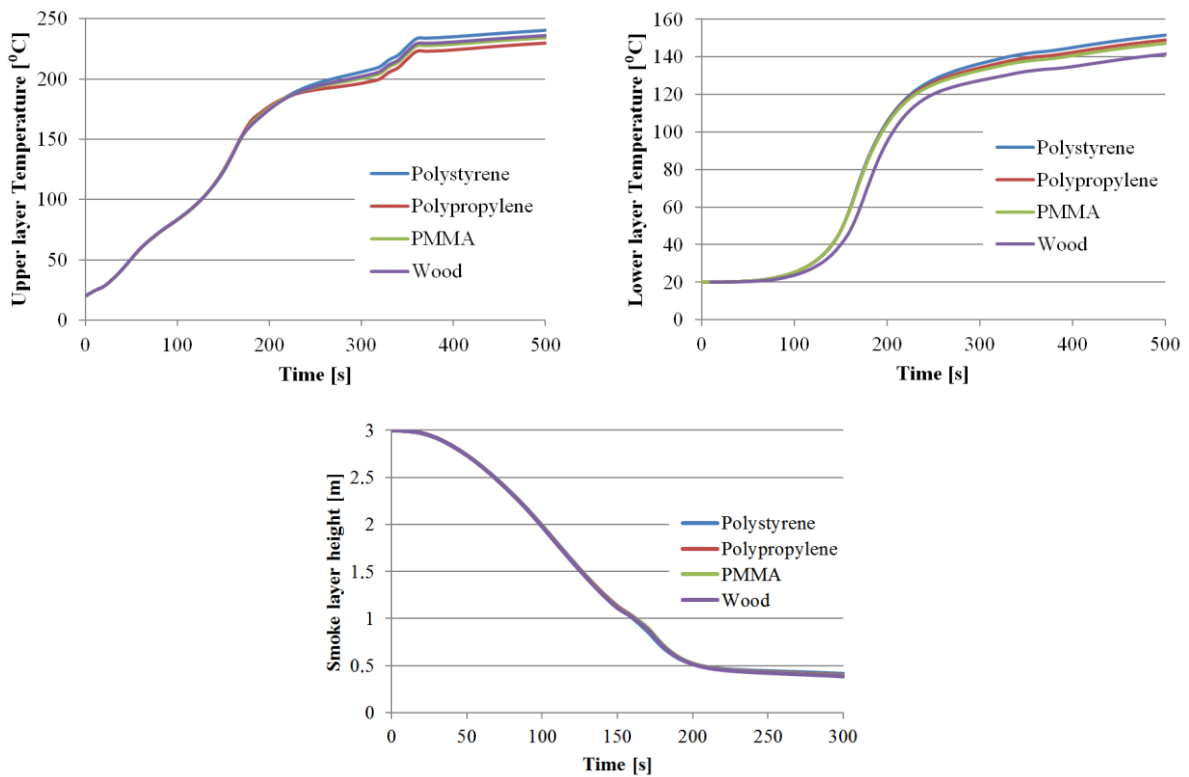 Upper layer Temperature [⁰C]
250
200
150
100
50
0
0 100 200 300 400 500
Time [s]
Polystyrene
Polypropylene
PMMA
Wood
Lower layer Temperature [⁰C]
160
140
120
100
80
60
40
20
0
0 100 200 300 400 500
Time [s]
Polystyrene
Polypropylene
PMMA
Wood
Smoke layer height [m]
3
2.5
2
1.5
1
0.5
0
0 50 100 150 200 250 300
Time [s]
Polystyrene
Polypropylene
PMMA
Wood